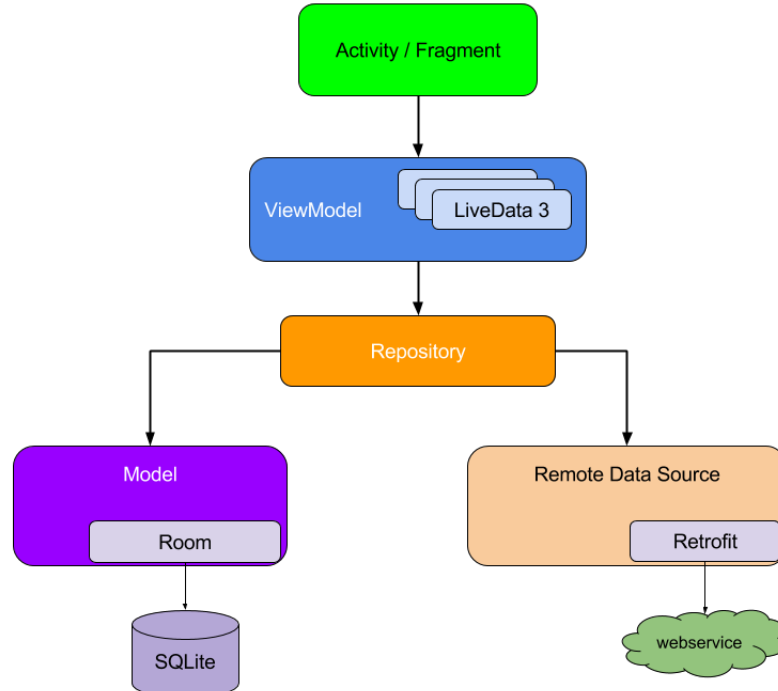 Activity / Fragment
ViewModel
LiveData 3
Repository
Model
Remote Data Source
Room
Retrofit
SQLite
webservice